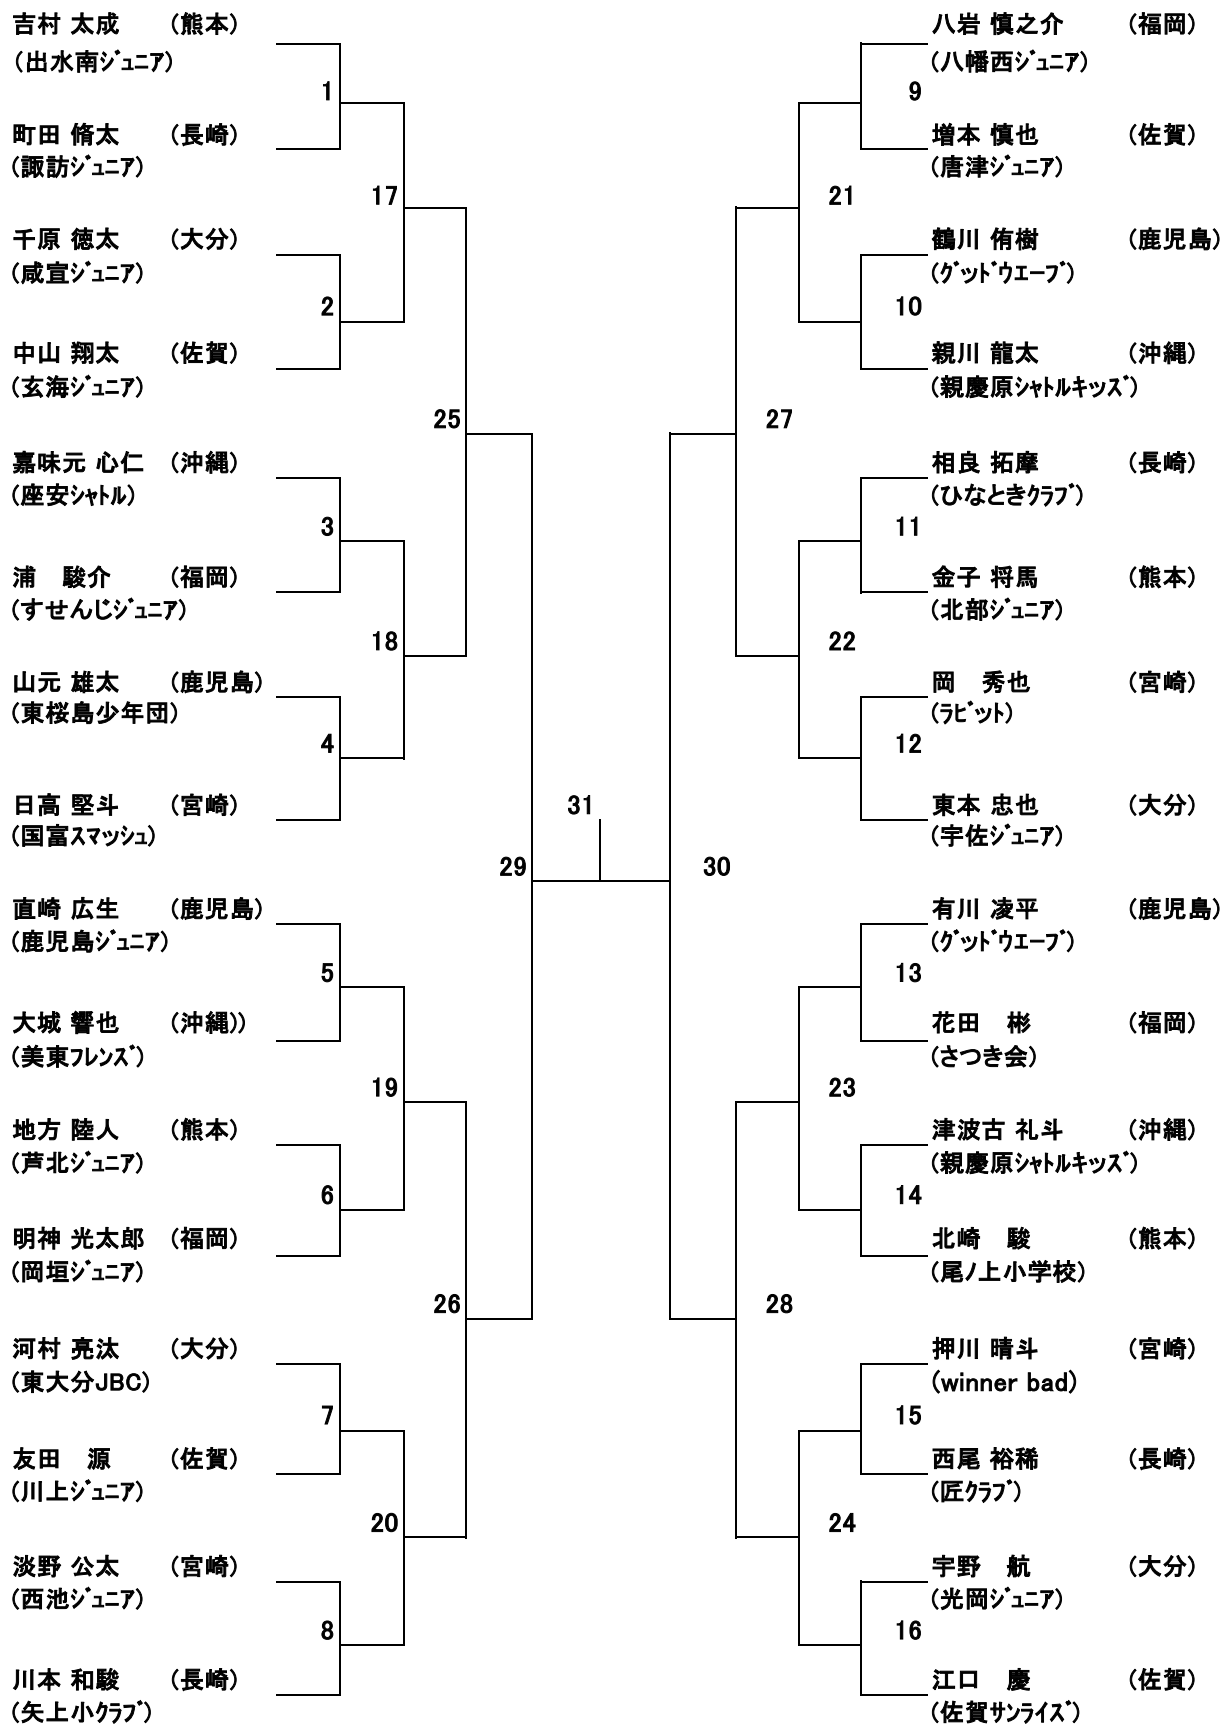 吉村 太成 (熊本)
(出水南ｼﾞｭﾆｱ)
1
町田 脩太 (長崎)
(諏訪ｼﾞｭﾆｱ)
17
千原 徳太 (大分)
(咸宣ｼﾞｭﾆｱ)
2
中山 翔太 (佐賀)
(玄海ｼﾞｭﾆｱ)
25
嘉味元 心仁 (沖縄)
(座安ｼｬﾄﾙ)
3
浦　駿介 (福岡)
(すせんじｼﾞｭﾆｱ)
18
山元 雄太 (鹿児島)
(東桜島少年団)
4
日高 堅斗 (宮崎)
(国富ｽﾏｯｼｭ)
29
直崎 広生 (鹿児島)
(鹿児島ｼﾞｭﾆｱ)
5
大城 響也 (沖縄))
(美東ﾌﾚﾝｽﾞ)
19
地方 陸人 (熊本)
(芦北ｼﾞｭﾆｱ)
6
明神 光太郎 (福岡)
(岡垣ｼﾞｭﾆｱ)
26
河村 亮汰 (大分)
(東大分JBC)
7
友田　源 (佐賀)
(川上ｼﾞｭﾆｱ)
20
淡野 公太 (宮崎)
(西池ｼﾞｭﾆｱ)
8
川本 和駿 (長崎)
(矢上小ｸﾗﾌﾞ)
31
八岩 慎之介 (福岡)
(八幡西ｼﾞｭﾆｱ)
9
増本 慎也 (佐賀)
(唐津ｼﾞｭﾆｱ)
21
鶴川 侑樹 (鹿児島)
(ｸﾞｯﾄﾞｳｴｰﾌﾞ)
10
親川 龍太 (沖縄)
(親慶原ｼｬﾄﾙｷｯｽﾞ)
27
相良 拓摩 (長崎)
(ひなときｸﾗﾌﾞ)
11
金子 将馬 (熊本)
(北部ｼﾞｭﾆｱ)
22
岡　秀也 (宮崎)
(ﾗﾋﾞｯﾄ)
12
東本 忠也 (大分)
(宇佐ｼﾞｭﾆｱ)
30
有川 凌平 (鹿児島)
(ｸﾞｯﾄﾞｳｴｰﾌﾞ)
13
花田　彬 (福岡)
(さつき会)
23
津波古 礼斗 (沖縄)
(親慶原ｼｬﾄﾙｷｯｽﾞ)
14
北崎　駿 (熊本)
(尾ﾉ上小学校)
28
押川 晴斗 (宮崎)
(winner bad)
15
西尾 裕稀 (長崎)
(匠ｸﾗﾌﾞ)
24
宇野　航 (大分)
(光岡ｼﾞｭﾆｱ)
16
江口　慶 (佐賀)
(佐賀ｻﾝﾗｲｽﾞ)